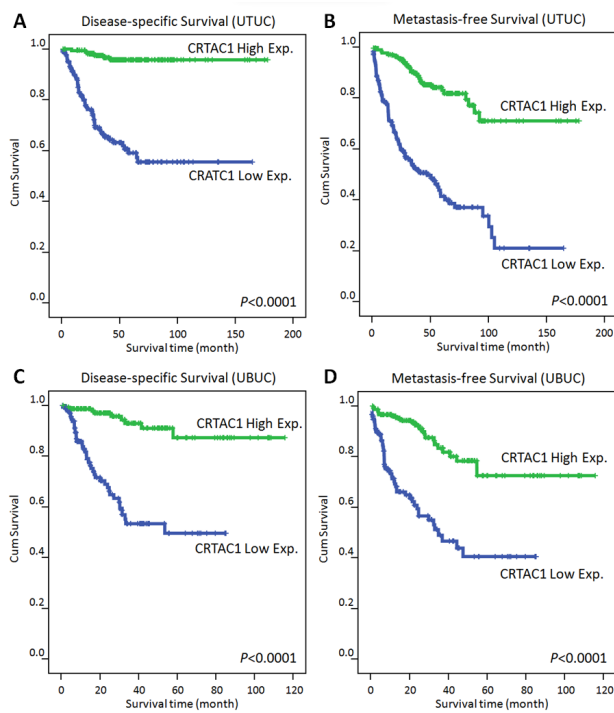 A
Disease-specific Survival (UTUC)
1.0
0.8
0.6
0.4
0.2
0.0
Cum Survival
CRTAC1 High Exp.
CRATC1 Low Exp.
P<0.0001
0 50 100 150 200
Survival time (month)
B
Metastasis-free Survival (UTUC)
1.0
0.8
0.6
0.4
0.2
0.0
Cum Survival
CRTAC1 High Exp.
CRTAC1 Low Exp.
P<0.0001
0 50 100 150 200
Survival time (month)
C
Disease-specific Survival (UBUC)
1.0
0.8
0.6
0.4
0.2
0.0
Cum Survival
CRTAC1 High Exp.
CRTAC1 Low Exp.
P<0.0001
0 20 40 60 80 100 120
Survival time (month)
D
Metastasis-free Survival (UBUC)
1.0
0.8
0.6
0.4
0.2
0.0
Cum Survival
CRTAC1 High Exp.
CRTAC1 Low Exp.
P<0.0001
0 20 40 60 80 100 120
Survival time (month)